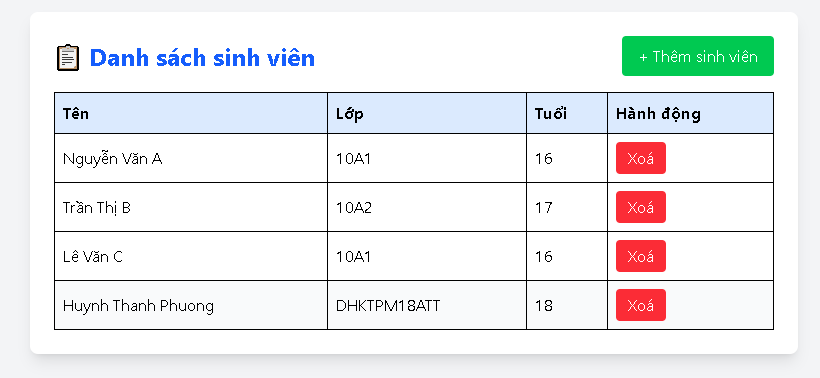 📋 Danh sách sinh viên
+ Thêm sinh viên
Tên Lớp Tuổi Hành động
Nguyễn Văn A 10A1 16 Xoá
Trần Thị B 10A2 17 Xoá
Lê Văn C 10A1 16 Xoá
Huynh Thanh Phuong DHKTPM18ATT 18 Xoá